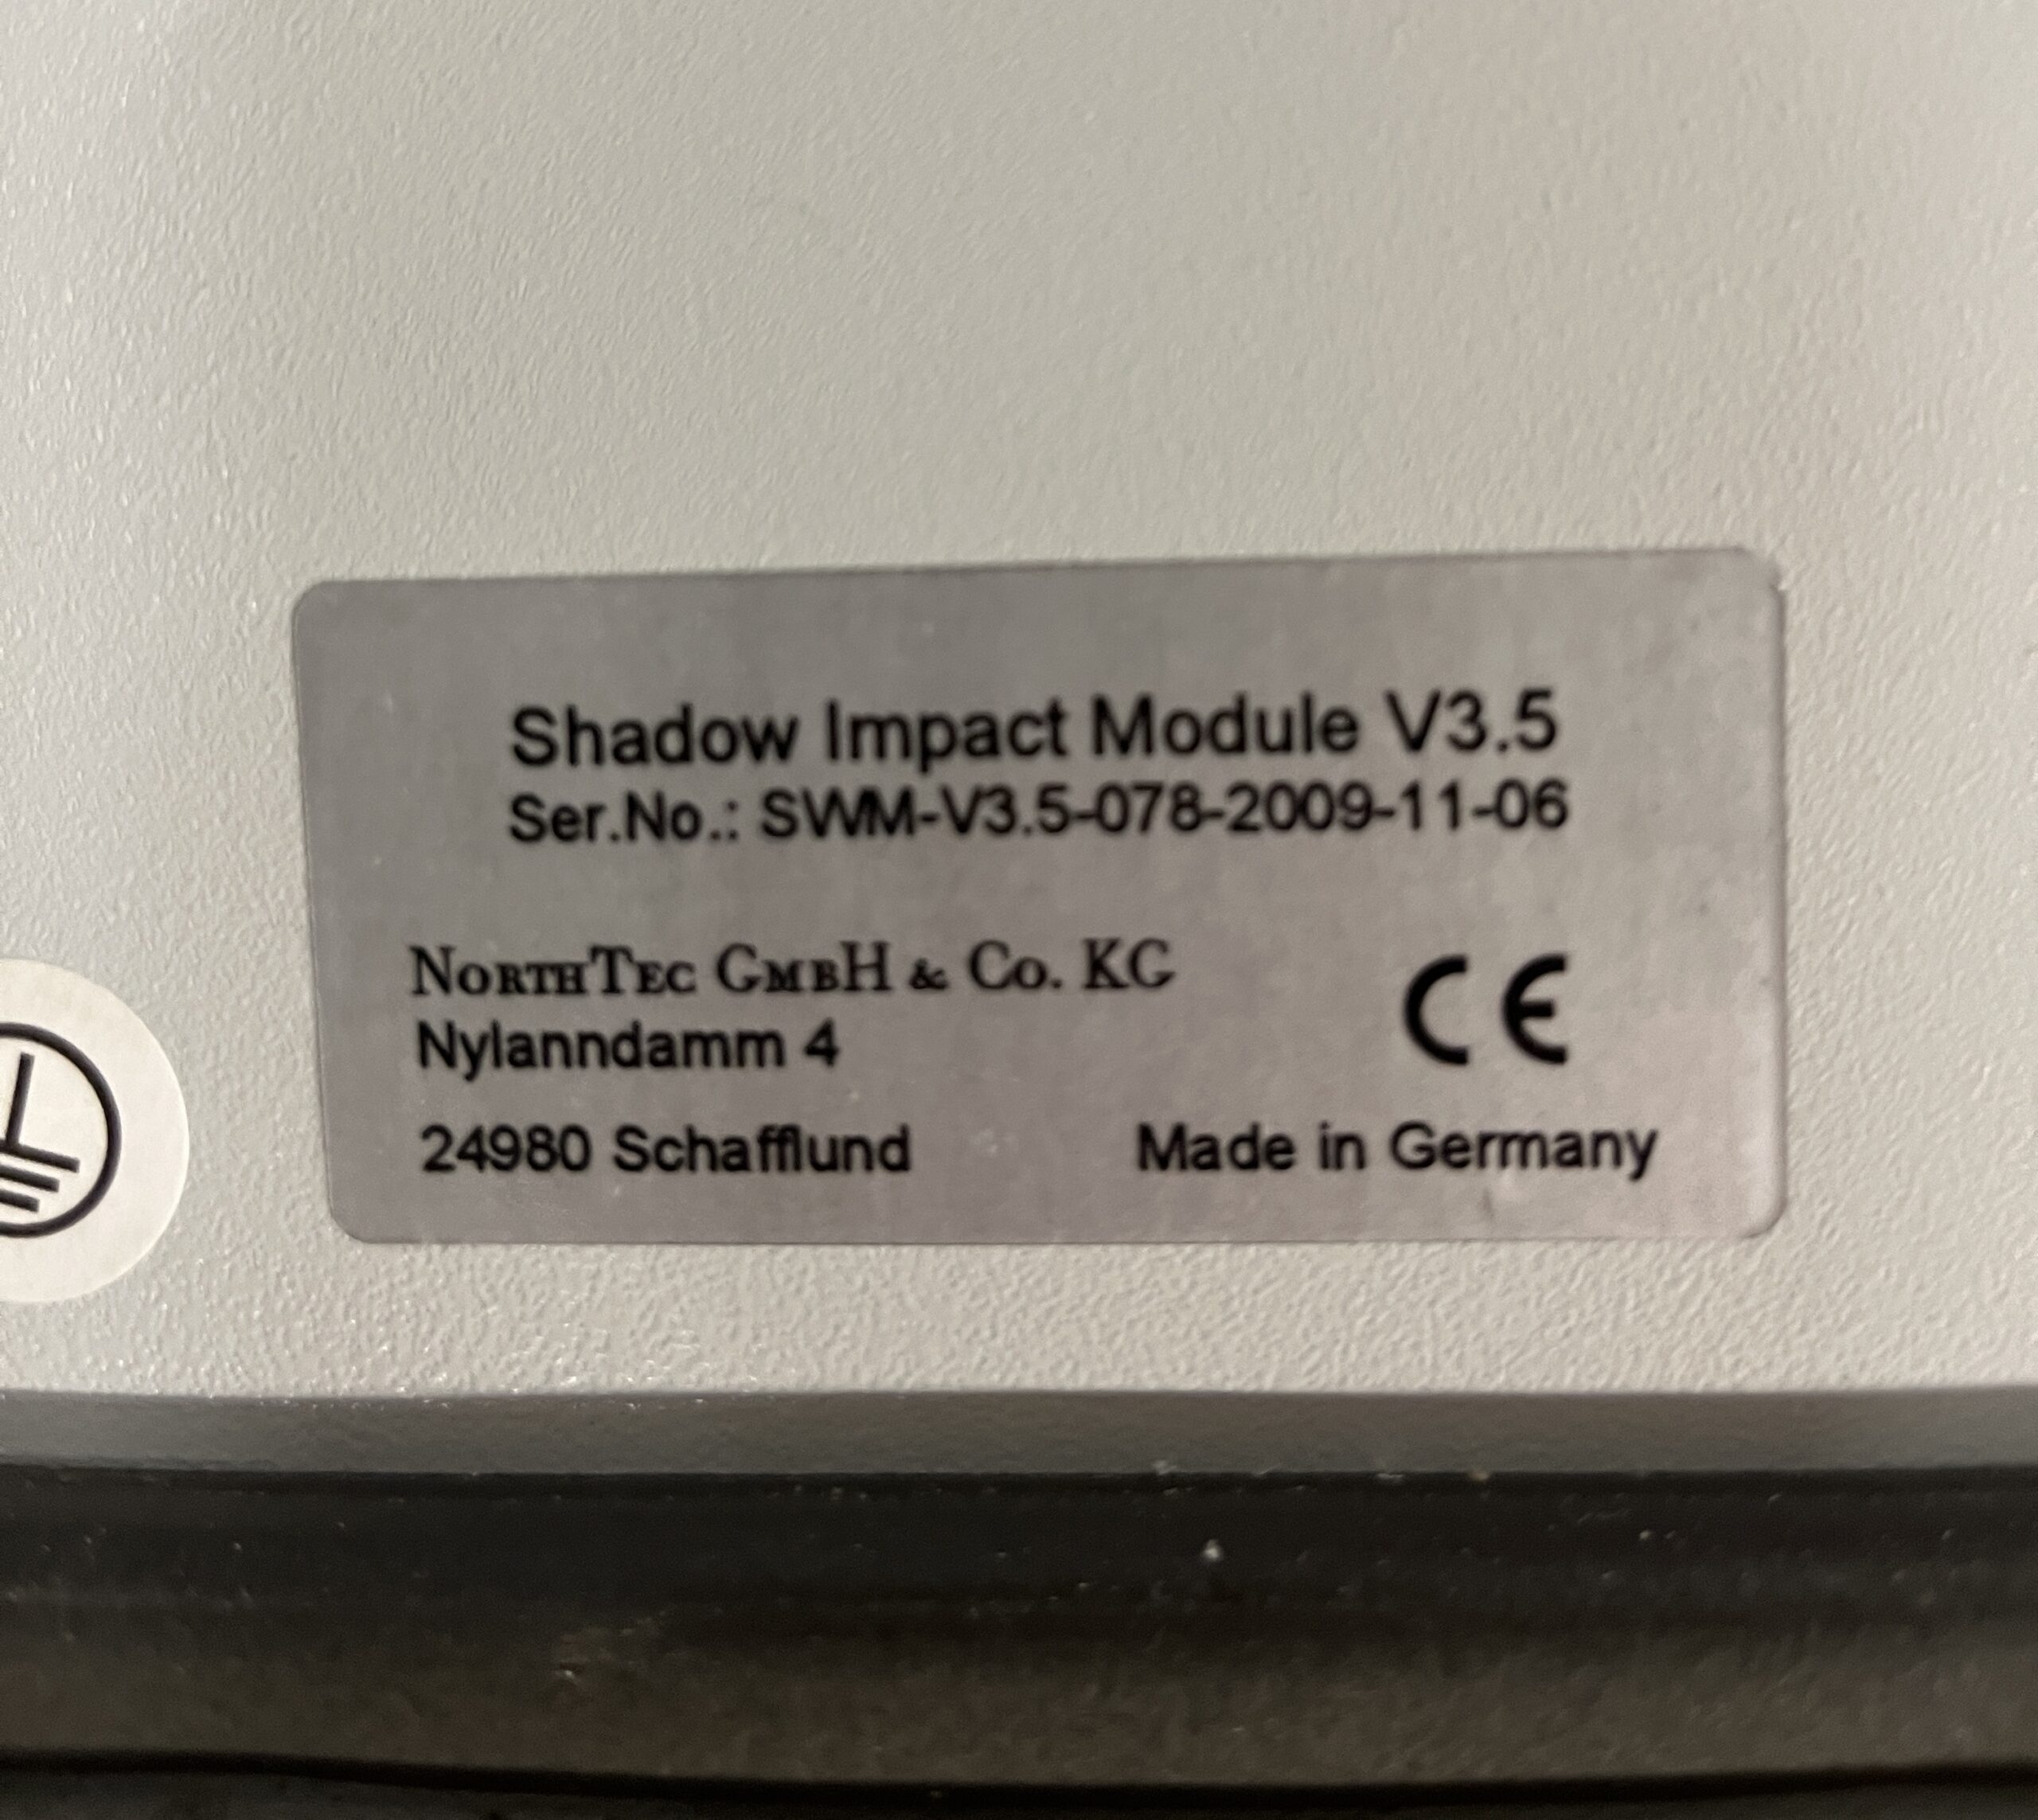 Shadow Impact Module V3.5
Ser.No.: SWM-V3.5-078-2009-11-06
NorthTec GmbH & Co. KG
Nylanndamm 4
CE
24980 Schafflund
Made in Germany